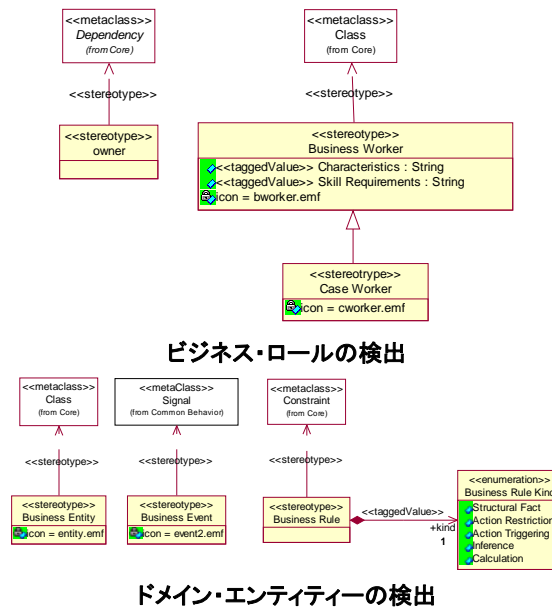 <<metaclass>>
Dependency
(from Core)
<<stereotype>>
<<stereotype>>
owner
<<metaclass>>
Class
(from Core)
<<stereotype>>
<<stereotype>>
Business Worker
<<taggedValue>> Characteristics : String
<<taggedValue>> Skill Requirements : String
icon = bworker.emf
<<stereotrype>>
Case Worker
icon = cworker.emf
ビジネス・ロールの検出
<<metaclass>>
Class
(from Core)
<<stereotype>>
<<stereotype>>
Business Entity
icon = entity.emf
<<metaClass>>
Signal
(from Common Behavior)
<<stereotype>>
<<stereotype>>
Business Event
icon = event2.emf
<<metaclass>>
Constraint
(from Core)
<<stereotype>>
<<stereotype>>
Business Rule
<<taggedValue>>
+kind
1
<<enumeration>>
Business Rule Kind
Structural Fact
Action Restriction
Action Triggering
Inference
Calculation
ドメイン・エンティティーの検出